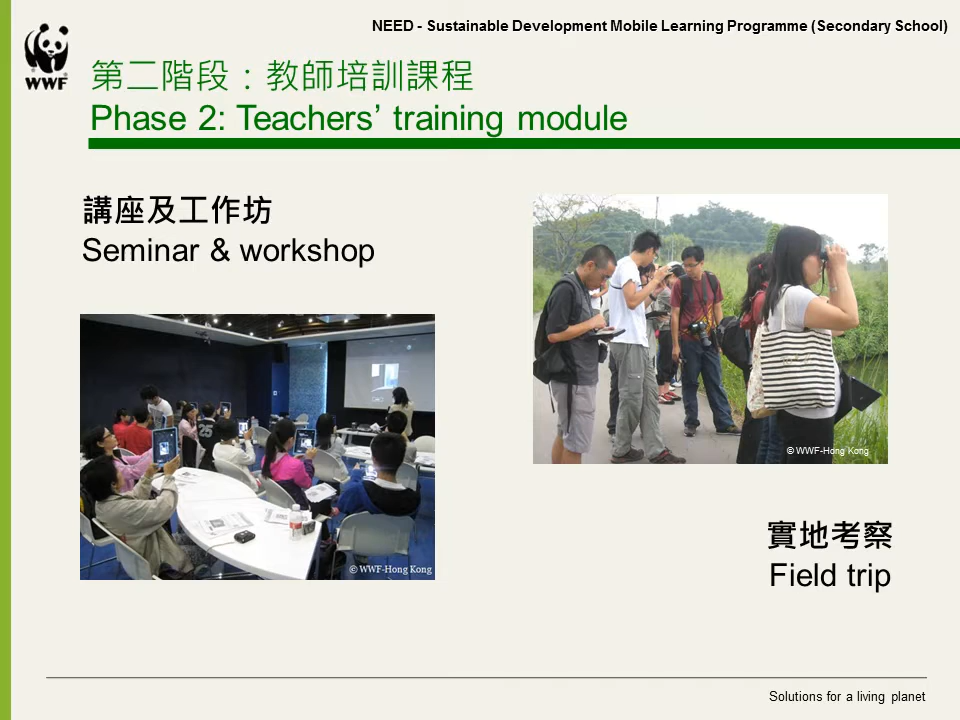 NEED - Sustainable Development Mobile Learning Programme (Secondary School)
WWF
第二階段：教師培訓課程
Phase 2: Teachers’ training module
講座及工作坊
Seminar & workshop
© WWF-Hong Kong
25
© WWF-Hong Kong
實地考察
Field trip
Solutions for a living planet